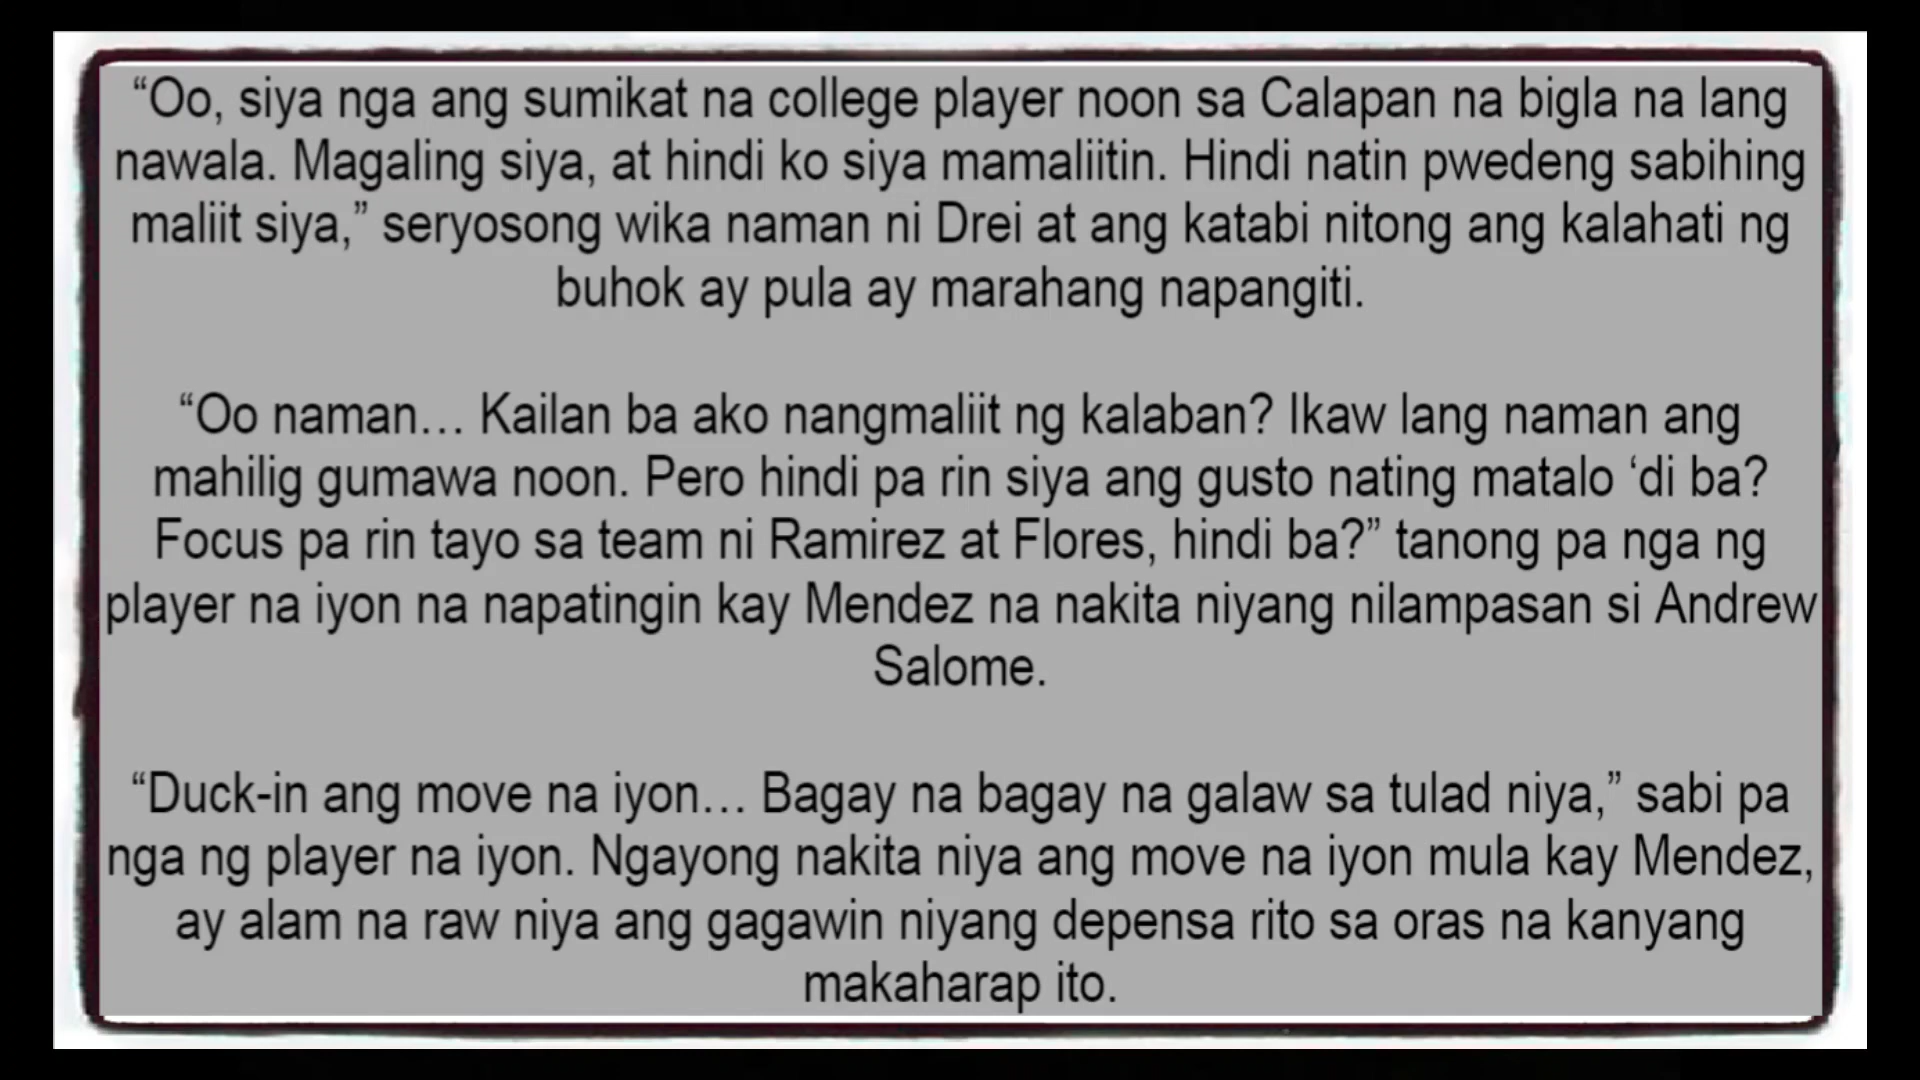 “Oo, siya nga ang sumikat na college player noon sa Calapan na bigla na lang
nawala. Magaling siya, at hindi ko siya mamaliitin. Hindi natin pwedeng sabihing
maliit siya,” seryosong wika naman ni Drei at ang katabi nitong ang kalahati ng
buhok ay pula ay marahang napangiti.
“Oo naman… Kailan ba ako nangmaliit ng kalaban? Ikaw lang naman ang
mahilig gumawa noon. Pero hindi pa rin siya ang gusto nating matalo ‘di ba?
Focus pa rin tayo sa team ni Ramirez at Flores, hindi ba?” tanong pa nga ng
player na iyon na napatingin kay Mendez na nakita niyang nilampasan si Andrew
Salome.
“Duck-in ang move na iyon… Bagay na bagay na galaw sa tulad niya,” sabi pa
nga ng player na iyon. Ngayong nakita niya ang move na iyon mula kay Mendez,
ay alam na raw niya ang gagawin niyang depensa rito sa oras na kanyang
makaharap ito.